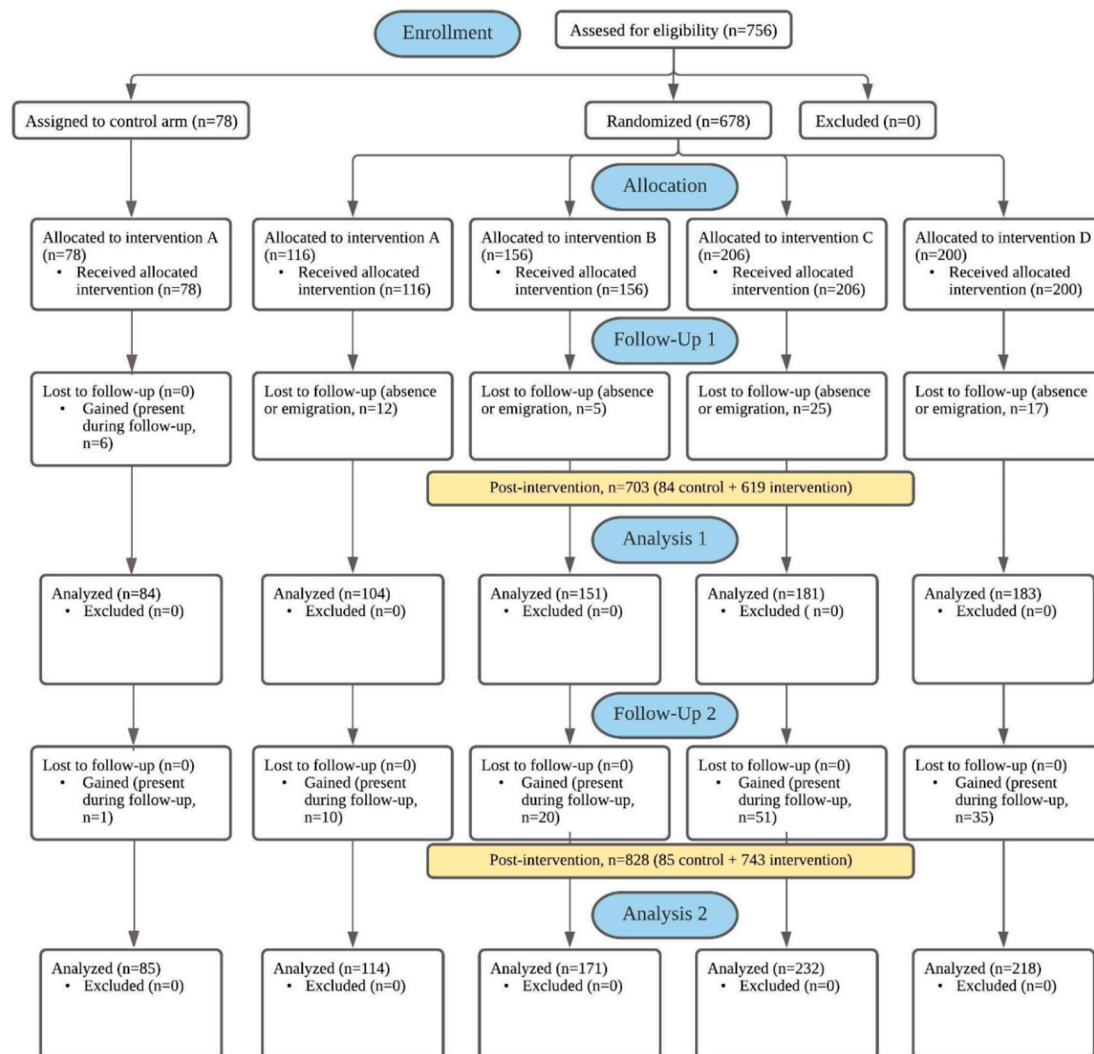 Enrollment
Assesed for eligibility (n=756)
Assigned to control arm (n=78)
Randomized (n=678)
Excluded (n=0)
Allocation
Allocated to intervention A
(n=78)
• Received allocated
intervention (n=78)
Allocated to intervention A
(n=116)
• Received allocated
intervention (n=116)
Allocated to intervention B
(n=156)
• Received allocated
intervention (n=156)
Allocated to intervention C
(n=206)
• Received allocated
intervention (n=206)
Allocated to intervention D
(n=200)
• Received allocated
intervention (n=200)
Follow-Up 1
Lost to follow-up (n=0)
• Gained (present
during follow-up,
n=6)
Lost to follow-up (absence
or emigration, n=12)
Lost to follow-up (absence
or emigration, n=5)
Lost to follow-up (absence
or emigration, n=25)
Lost to follow-up (absence
or emigration, n=17)
Post-intervention, n=703 (84 control + 619 intervention)
Analysis 1
Analyzed (n=84)
• Excluded (n=0)
Analyzed (n=104)
• Excluded (n=0)
Analyzed (n=151)
• Excluded (n=0)
Analyzed (n=181)
• Excluded ( n=0)
Analyzed (n=183)
• Excluded (n=0)
Follow-Up 2
Lost to follow-up (n=0)
• Gained (present
during follow-up,
n=1)
Lost to follow-up (n=0)
• Gained (present
during follow-up,
n=10)
Lost to follow-up (n=0)
• Gained (present
during follow-up,
n=20)
Lost to follow-up (n=0)
• Gained (present
during follow-up,
n=51)
Lost to follow-up (n=0)
• Gained (present
during follow-up,
n=35)
Post-intervention, n=828 (85 control + 743 intervention)
Analysis 2
Analyzed (n=85)
• Excluded (n=0)
Analyzed (n=114)
• Excluded (n=0)
Analyzed (n=171)
• Excluded (n=0)
Analyzed (n=232)
• Excluded (n=0)
Analyzed (n=218)
• Excluded (n=0)